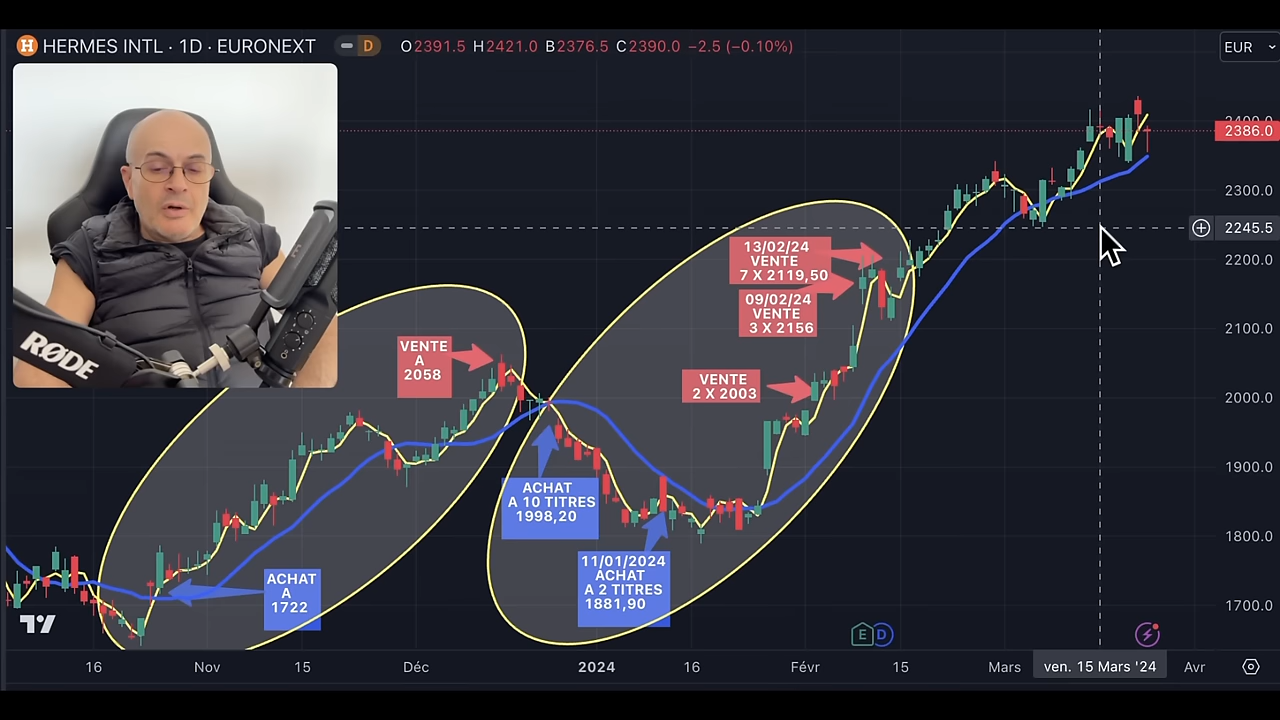 HERMES INTL · 1D · EURONEXT
D
O2391.5 H2421.0 B2376.5 C2390.0 −2.5 (−0.10%)
EUR
2400.0
2386.0
2300.0
2245.5
2200.0
2100.0
2000.0
1900.0
1800.0
1700.0
RØDE
VENTE
A
2058
13/02/24
VENTE
7 X 2119,50
09/02/24
VENTE
3 X 2156
VENTE
2 X 2003
ACHAT
A 10 TITRES
1998,20
11/01/2024
ACHAT
A 2 TITRES
1881,90
ACHAT
A
1722
E D
16 Nov 15 Déc 2024 16 Févr 15 Mars ven. 15 Mars '24 Avr